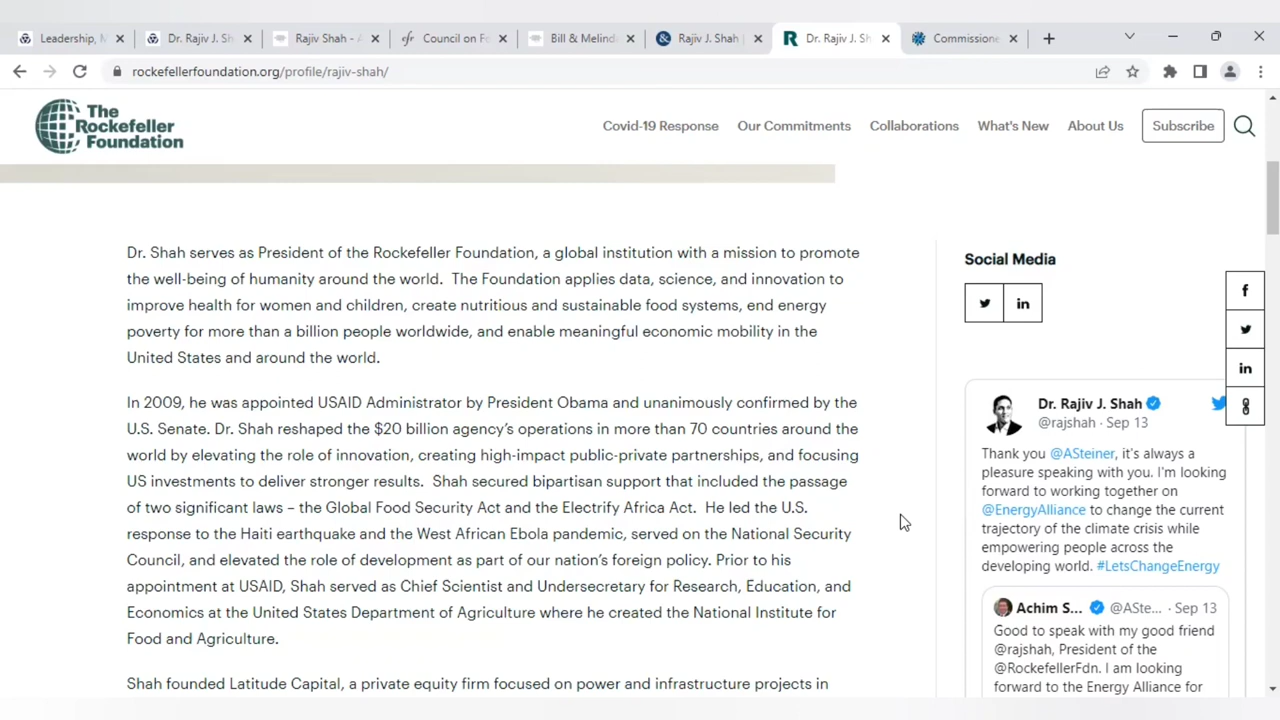 Leadership, M
Dr. Rajiv J. Sh
Rajiv Shah - A
cfr
Council on Fo
Bill & Melind
Rajiv J. Shah |
Dr. Rajiv J. Sh
Commissione
rockefellerfoundation.org/profile/rajiv-shah/
The
Rockefeller
Foundation
Covid-19 Response
Our Commitments
Collaborations
What's New
About Us
Subscribe
Dr. Shah serves as President of the Rockefeller Foundation, a global institution with a mission to promote
the well-being of humanity around the world. The Foundation applies data, science, and innovation to
improve health for women and children, create nutritious and sustainable food systems, end energy
poverty for more than a billion people worldwide, and enable meaningful economic mobility in the
United States and around the world.
In 2009, he was appointed USAID Administrator by President Obama and unanimously confirmed by the
U.S. Senate. Dr. Shah reshaped the $20 billion agency's operations in more than 70 countries around the
world by elevating the role of innovation, creating high-impact public-private partnerships, and focusing
US investments to deliver stronger results. Shah secured bipartisan support that included the passage
of two significant laws – the Global Food Security Act and the Electrify Africa Act. He led the U.S.
response to the Haiti earthquake and the West African Ebola pandemic, served on the National Security
Council, and elevated the role of development as part of our nation's foreign policy. Prior to his
appointment at USAID, Shah served as Chief Scientist and Undersecretary for Research, Education, and
Economics at the United States Department of Agriculture where he created the National Institute for
Food and Agriculture.
Shah founded Latitude Capital, a private equity firm focused on power and infrastructure projects in
Social Media
in
f
in
Dr. Rajiv J. Shah
@rajshah · Sep 13
Thank you @ASteiner, it's always a
pleasure speaking with you. I'm looking
forward to working together on
@EnergyAlliance to change the current
trajectory of the climate crisis while
empowering people across the
developing world. #LetsChangeEnergy
Achim S... @ASte... · Sep 13
Good to speak with my good friend
@rajshah, President of the
@RockefellerFdn. I am looking
forward to the Energy Alliance for